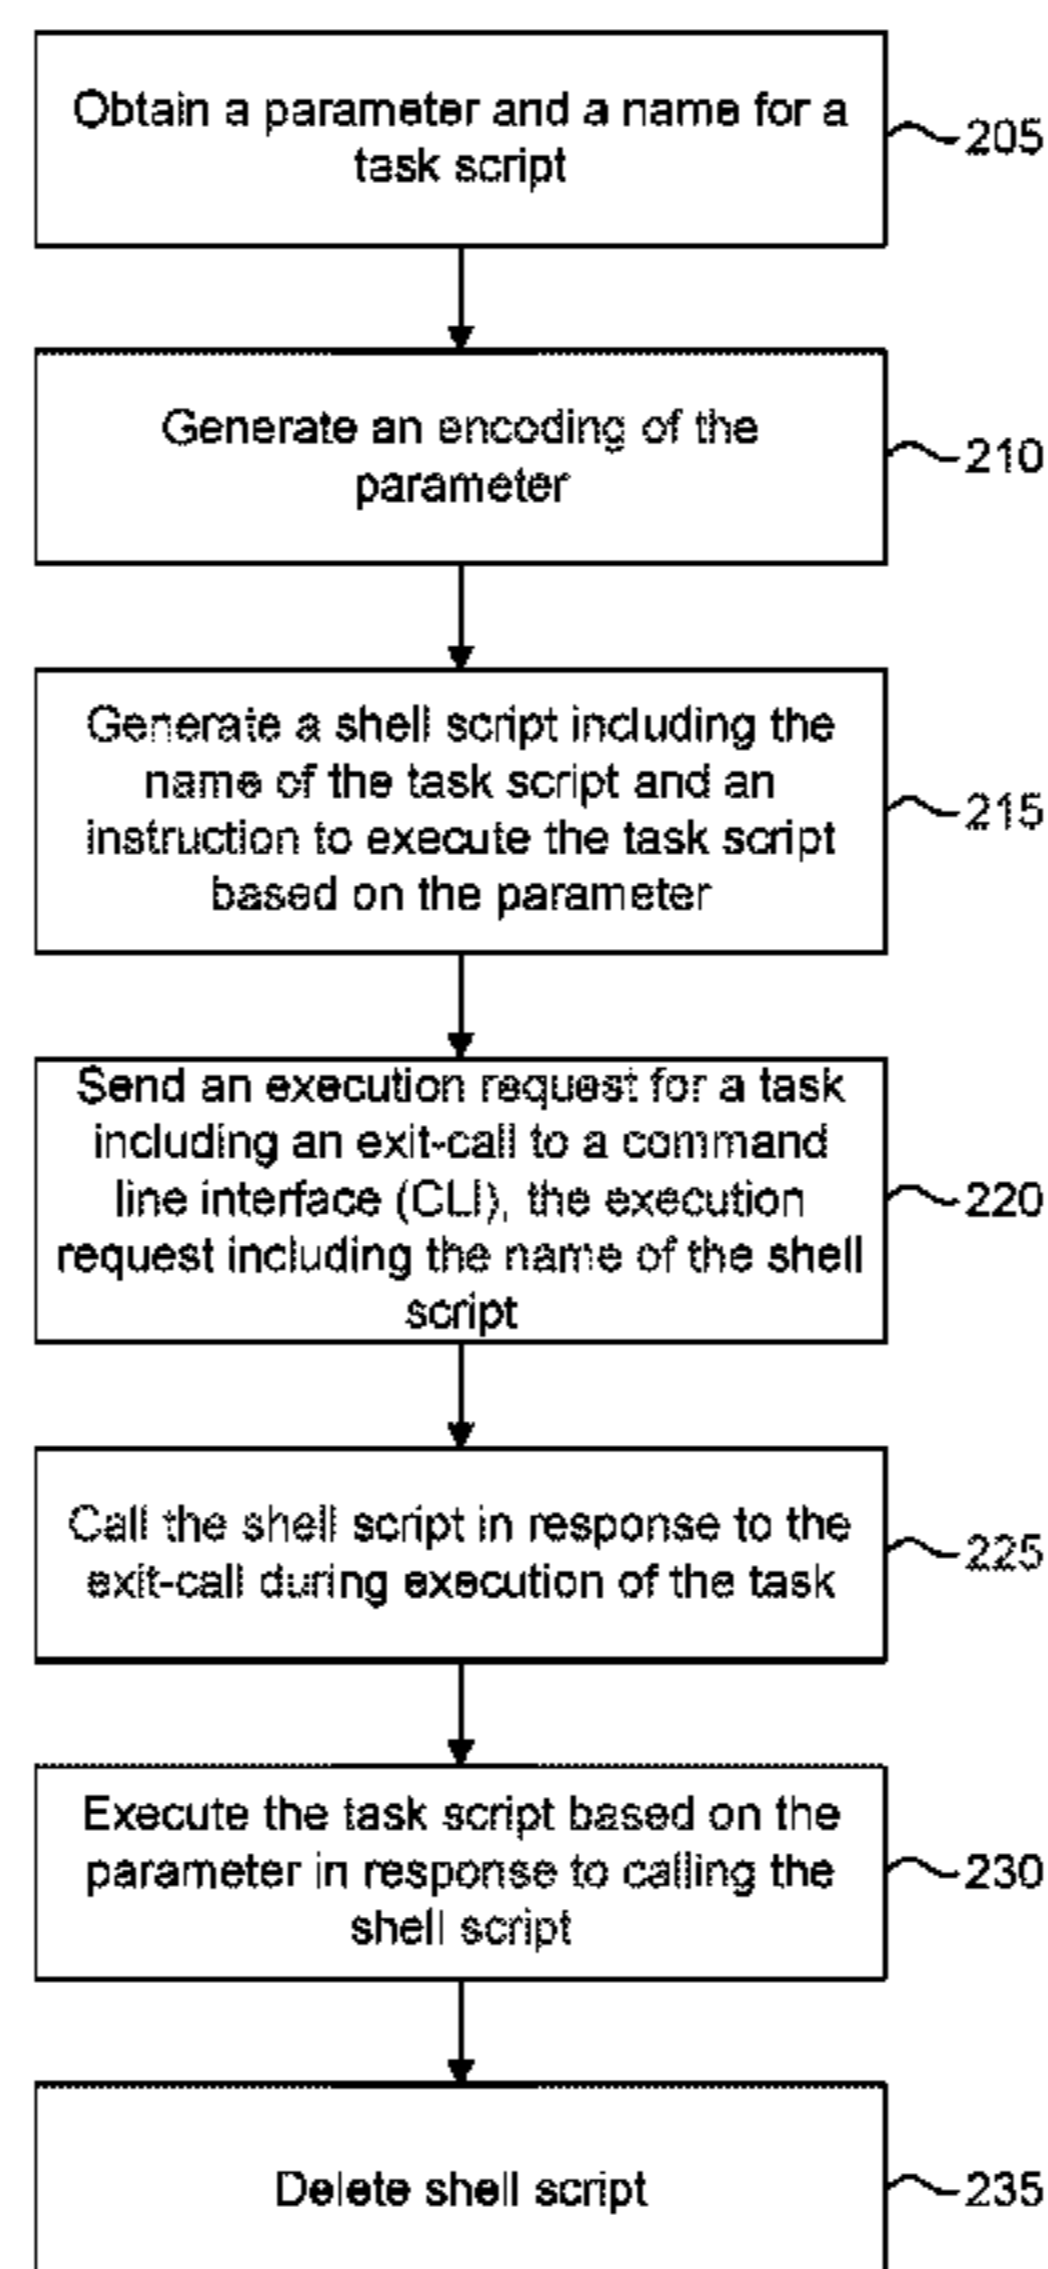 Obtain a parameter and a name for a
task script
205
Generate an encoding of the
parameter
210
Generate a shell script including the
name of the task script and an
instruction to execute the task script
based on the parameter
215
Send an execution request for a task
including an exit-call to a command
line interface (CLI), the execution
request including the name of the shell
script
220
Call the shell script in response to the
exit-call during execution of the task
225
Execute the task script based on the
parameter in response to calling the
shell script
230
Delete shell script
235